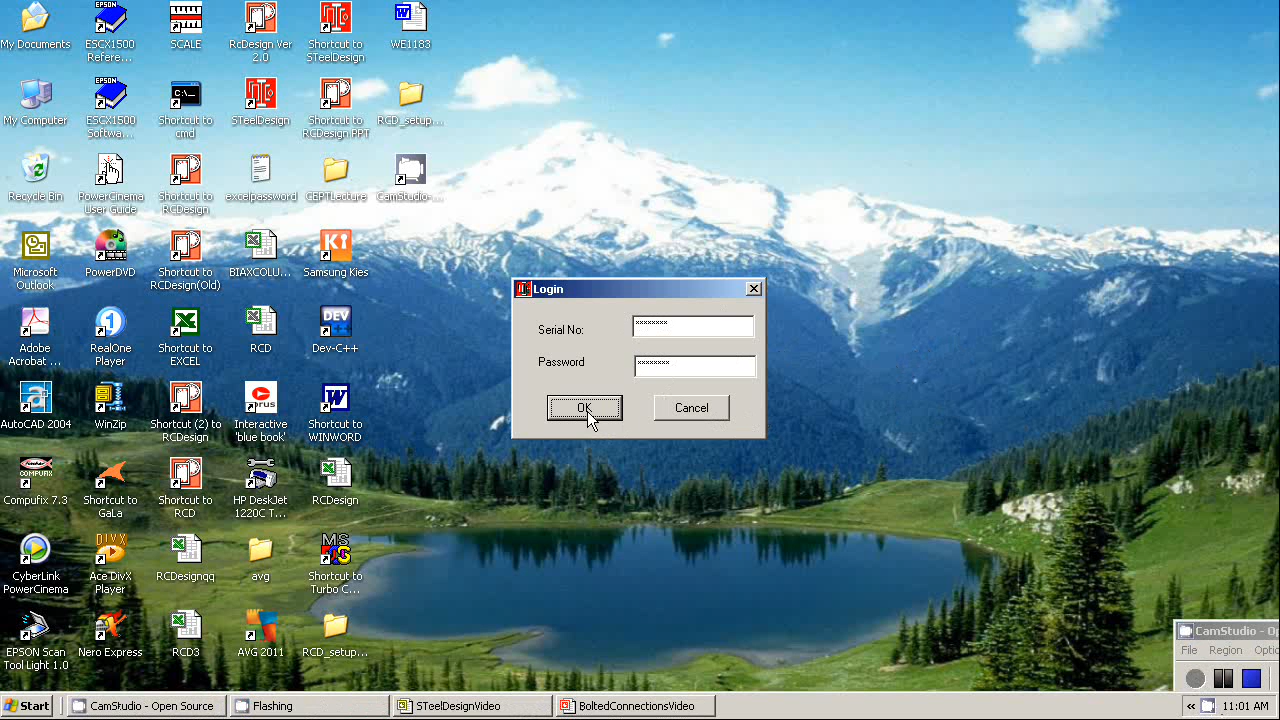 My Documents
ESCX1500
Refere...
SCALE
RcDesign Ver
2.0
Shortcut to
STeelDesign
WE1163
My Computer
ESCX1500
Softwa...
Shortcut to
cmd
STeelDesign
Shortcut to
RCDesign.PPT
RCD_setup...
Recycle Bin
PowerCinema
User Guide
Shortcut to
RCDesign
excelpassword
CEPTLecture
CamStudio-...
Microsoft
Outlook
PowerDVD
Shortcut to
RCDesign(Old)
BIAXCOLU...
Samsung Kies
Adobe
Acrobat ...
RealOne
Player
Shortcut to
EXCEL
RCD
Dev-C++
AutoCAD 2004
WinZip
Shortcut (2) to
RCDesign
Interactive
'blue book'
Shortcut to
WINWORD
Compufix 7.3
Shortcut to
GaLa
Shortcut to
RCD
HP DeskJet
1220C T...
RCDesign
CyberLink
PowerCinema
Ace DivX
Player
RCDesignqq
avg
Shortcut to
Turbo C...
EPSON Scan
Tool Light 1.0
Nero Express
RCD3
AVG 2011
RCD_setup...
Login
Serial No:
xxxxxxxx
Password
xxxxxxxx
OK
Cancel
CamStudio - Op
File Region Optio
Start
CamStudio - Open Source
Flashing
STeelDesignVideo
BoltedConnectionsVideo
«
11:01 AM